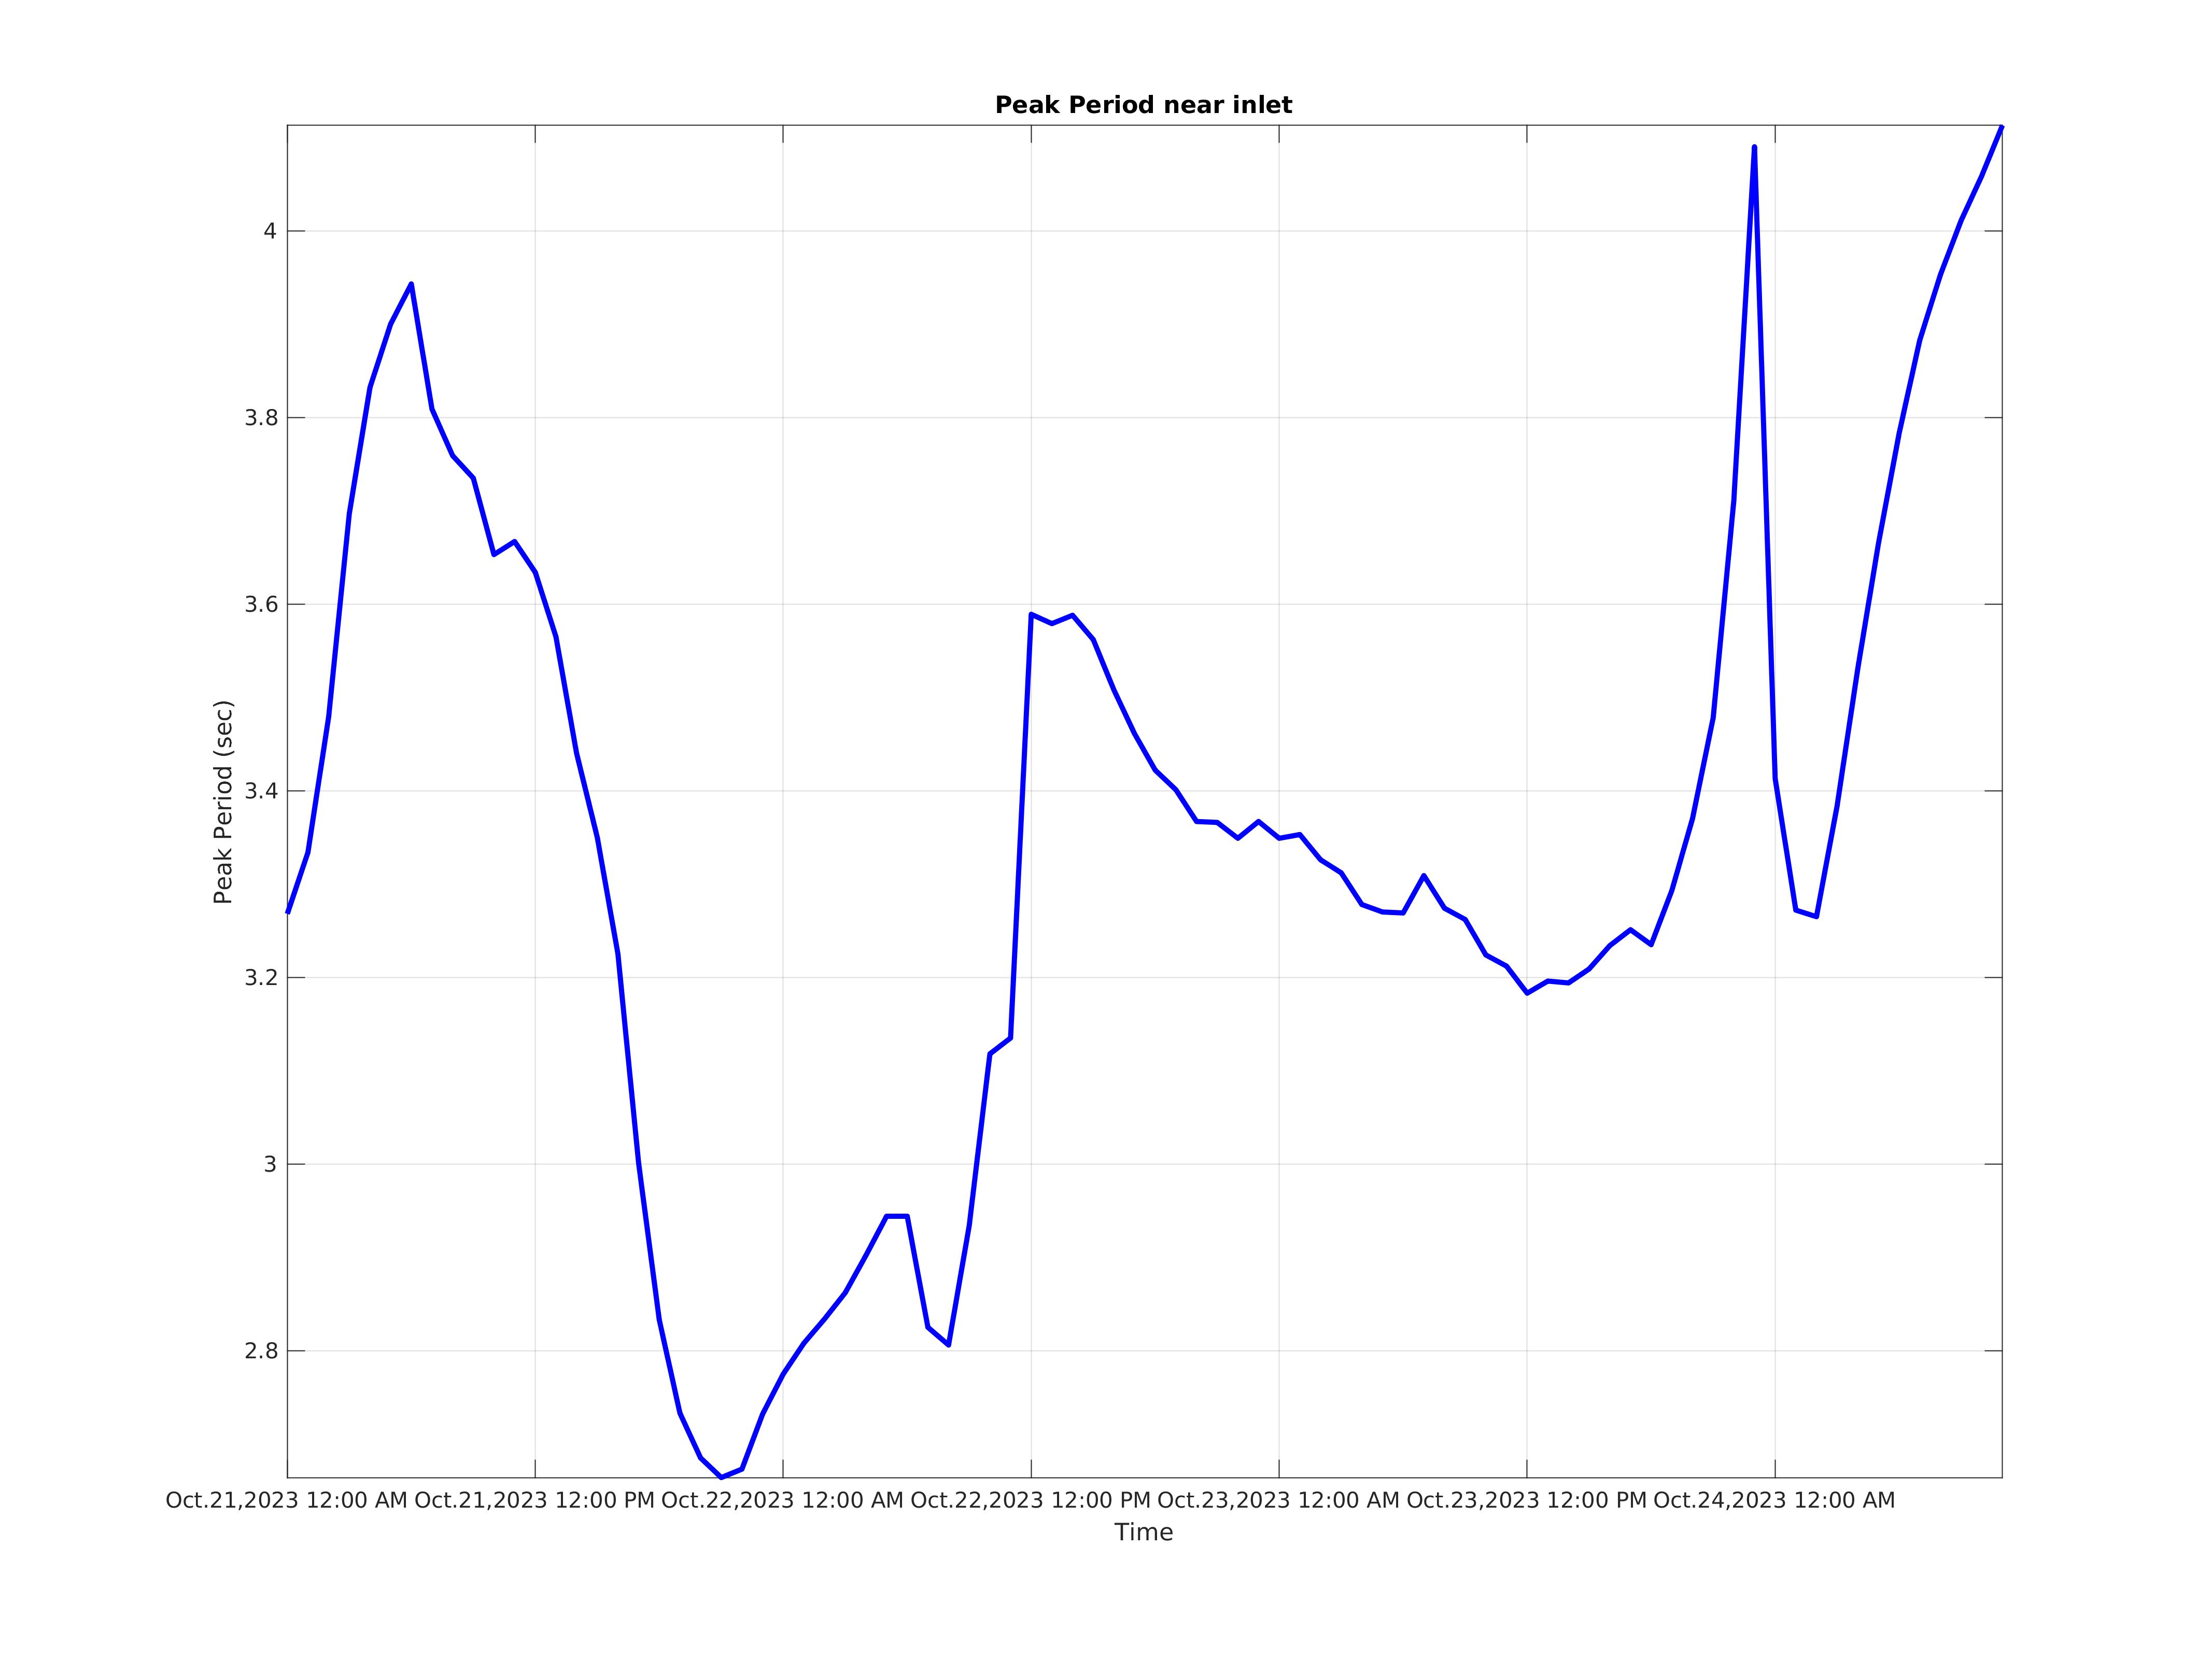 Peak Period near inlet
4
3.8
3.6
3.4
3.2
3
2.8
Peak Period (sec)
Oct.21,2023 12:00 AM Oct.21,2023 12:00 PM Oct.22,2023 12:00 AM Oct.22,2023 12:00 PM Oct.23,2023 12:00 AM Oct.23,2023 12:00 PM Oct.24,2023 12:00 AM
Time